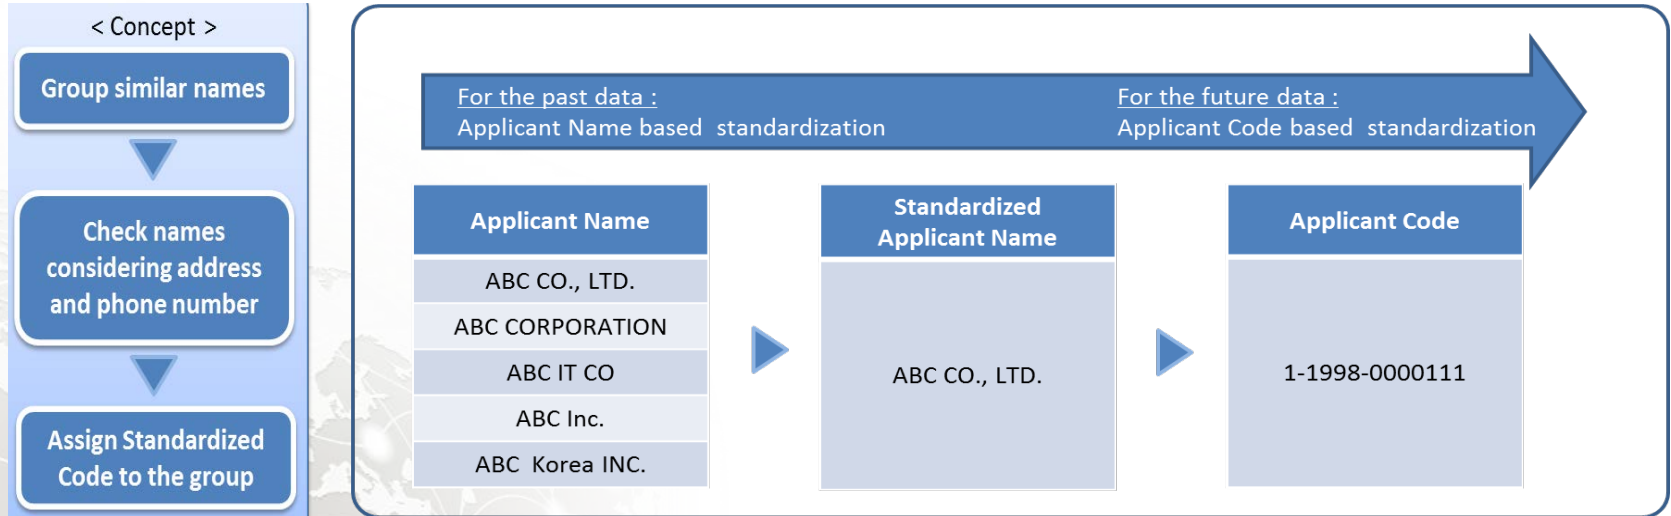 < Concept >
Group similar names
Check names
considering address
and phone number
Assign Standardized
Code to the group
For the past data :
Applicant Name based  standardization
For the future data :
Applicant Code based  standardization
Applicant Name
ABC CO., LTD.
ABC CORPORATION
ABC IT CO
ABC Inc.
ABC  Korea INC.
Standardized
Applicant Name
ABC CO., LTD.
Applicant Code
1-1998-0000111